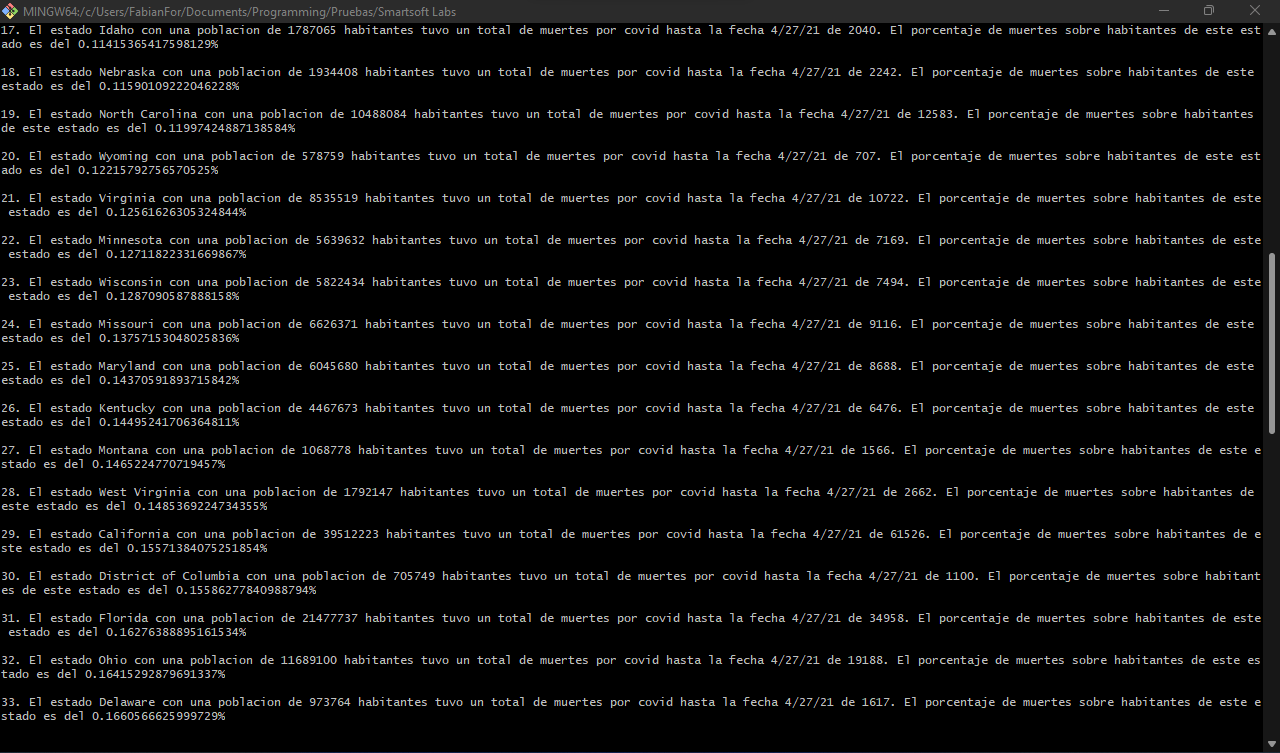 MINGW64:/c/Users/FabianFor/Documents/Programming/Pruebas/Smartsoft Labs
17. El estado Idaho con una poblacion de 1787065 habitantes tuvo un total de muertes por covid hasta la fecha 4/27/21 de 2040. El porcentaje de muertes sobre habitantes de este est
ado es del 0.11415365417598129%
18. El estado Nebraska con una poblacion de 1934408 habitantes tuvo un total de muertes por covid hasta la fecha 4/27/21 de 2242. El porcentaje de muertes sobre habitantes de este
estado es del 0.11590109222046228%
19. El estado North Carolina con una poblacion de 10488084 habitantes tuvo un total de muertes por covid hasta la fecha 4/27/21 de 12583. El porcentaje de muertes sobre habitantes
de este estado es del 0.11997424887138584%
20. El estado Wyoming con una poblacion de 578759 habitantes tuvo un total de muertes por covid hasta la fecha 4/27/21 de 707. El porcentaje de muertes sobre habitantes de este est
ado es del 0.12215792756570525%
21. El estado Virginia con una poblacion de 8535519 habitantes tuvo un total de muertes por covid hasta la fecha 4/27/21 de 10722. El porcentaje de muertes sobre habitantes de este
estado es del 0.12561626305324844%
22. El estado Minnesota con una poblacion de 5639632 habitantes tuvo un total de muertes por covid hasta la fecha 4/27/21 de 7169. El porcentaje de muertes sobre habitantes de este
estado es del 0.12711822331669867%
23. El estado Wisconsin con una poblacion de 5822434 habitantes tuvo un total de muertes por covid hasta la fecha 4/27/21 de 7494. El porcentaje de muertes sobre habitantes de este
estado es del 0.1287090587888158%
24. El estado Missouri con una poblacion de 6626371 habitantes tuvo un total de muertes por covid hasta la fecha 4/27/21 de 9116. El porcentaje de muertes sobre habitantes de este
estado es del 0.13757153048025836%
25. El estado Maryland con una poblacion de 6045680 habitantes tuvo un total de muertes por covid hasta la fecha 4/27/21 de 8688. El porcentaje de muertes sobre habitantes de este
estado es del 0.14370591893715842%
26. El estado Kentucky con una poblacion de 4467673 habitantes tuvo un total de muertes por covid hasta la fecha 4/27/21 de 6476. El porcentaje de muertes sobre habitantes de este
estado es del 0.14495241706364811%
27. El estado Montana con una poblacion de 1068778 habitantes tuvo un total de muertes por covid hasta la fecha 4/27/21 de 1566. El porcentaje de muertes sobre habitantes de este e
stado es del 0.1465224770719457%
28. El estado West Virginia con una poblacion de 1792147 habitantes tuvo un total de muertes por covid hasta la fecha 4/27/21 de 2662. El porcentaje de muertes sobre habitantes de
este estado es del 0.1485369224734355%
29. El estado California con una poblacion de 39512223 habitantes tuvo un total de muertes por covid hasta la fecha 4/27/21 de 61526. El porcentaje de muertes sobre habitantes de e
ste estado es del 0.15571384075251854%
30. El estado District of Columbia con una poblacion de 705749 habitantes tuvo un total de muertes por covid hasta la fecha 4/27/21 de 1100. El porcentaje de muertes sobre habitant
es de este estado es del 0.15586277840988794%
31. El estado Florida con una poblacion de 21477737 habitantes tuvo un total de muertes por covid hasta la fecha 4/27/21 de 34958. El porcentaje de muertes sobre habitantes de este
estado es del 0.16276388895161534%
32. El estado Ohio con una poblacion de 11689100 habitantes tuvo un total de muertes por covid hasta la fecha 4/27/21 de 19188. El porcentaje de muertes sobre habitantes de este es
tado es del 0.16415292879691337%
33. El estado Delaware con una poblacion de 973764 habitantes tuvo un total de muertes por covid hasta la fecha 4/27/21 de 1617. El porcentaje de muertes sobre habitantes de este e
stado es del 0.1660566625999729%